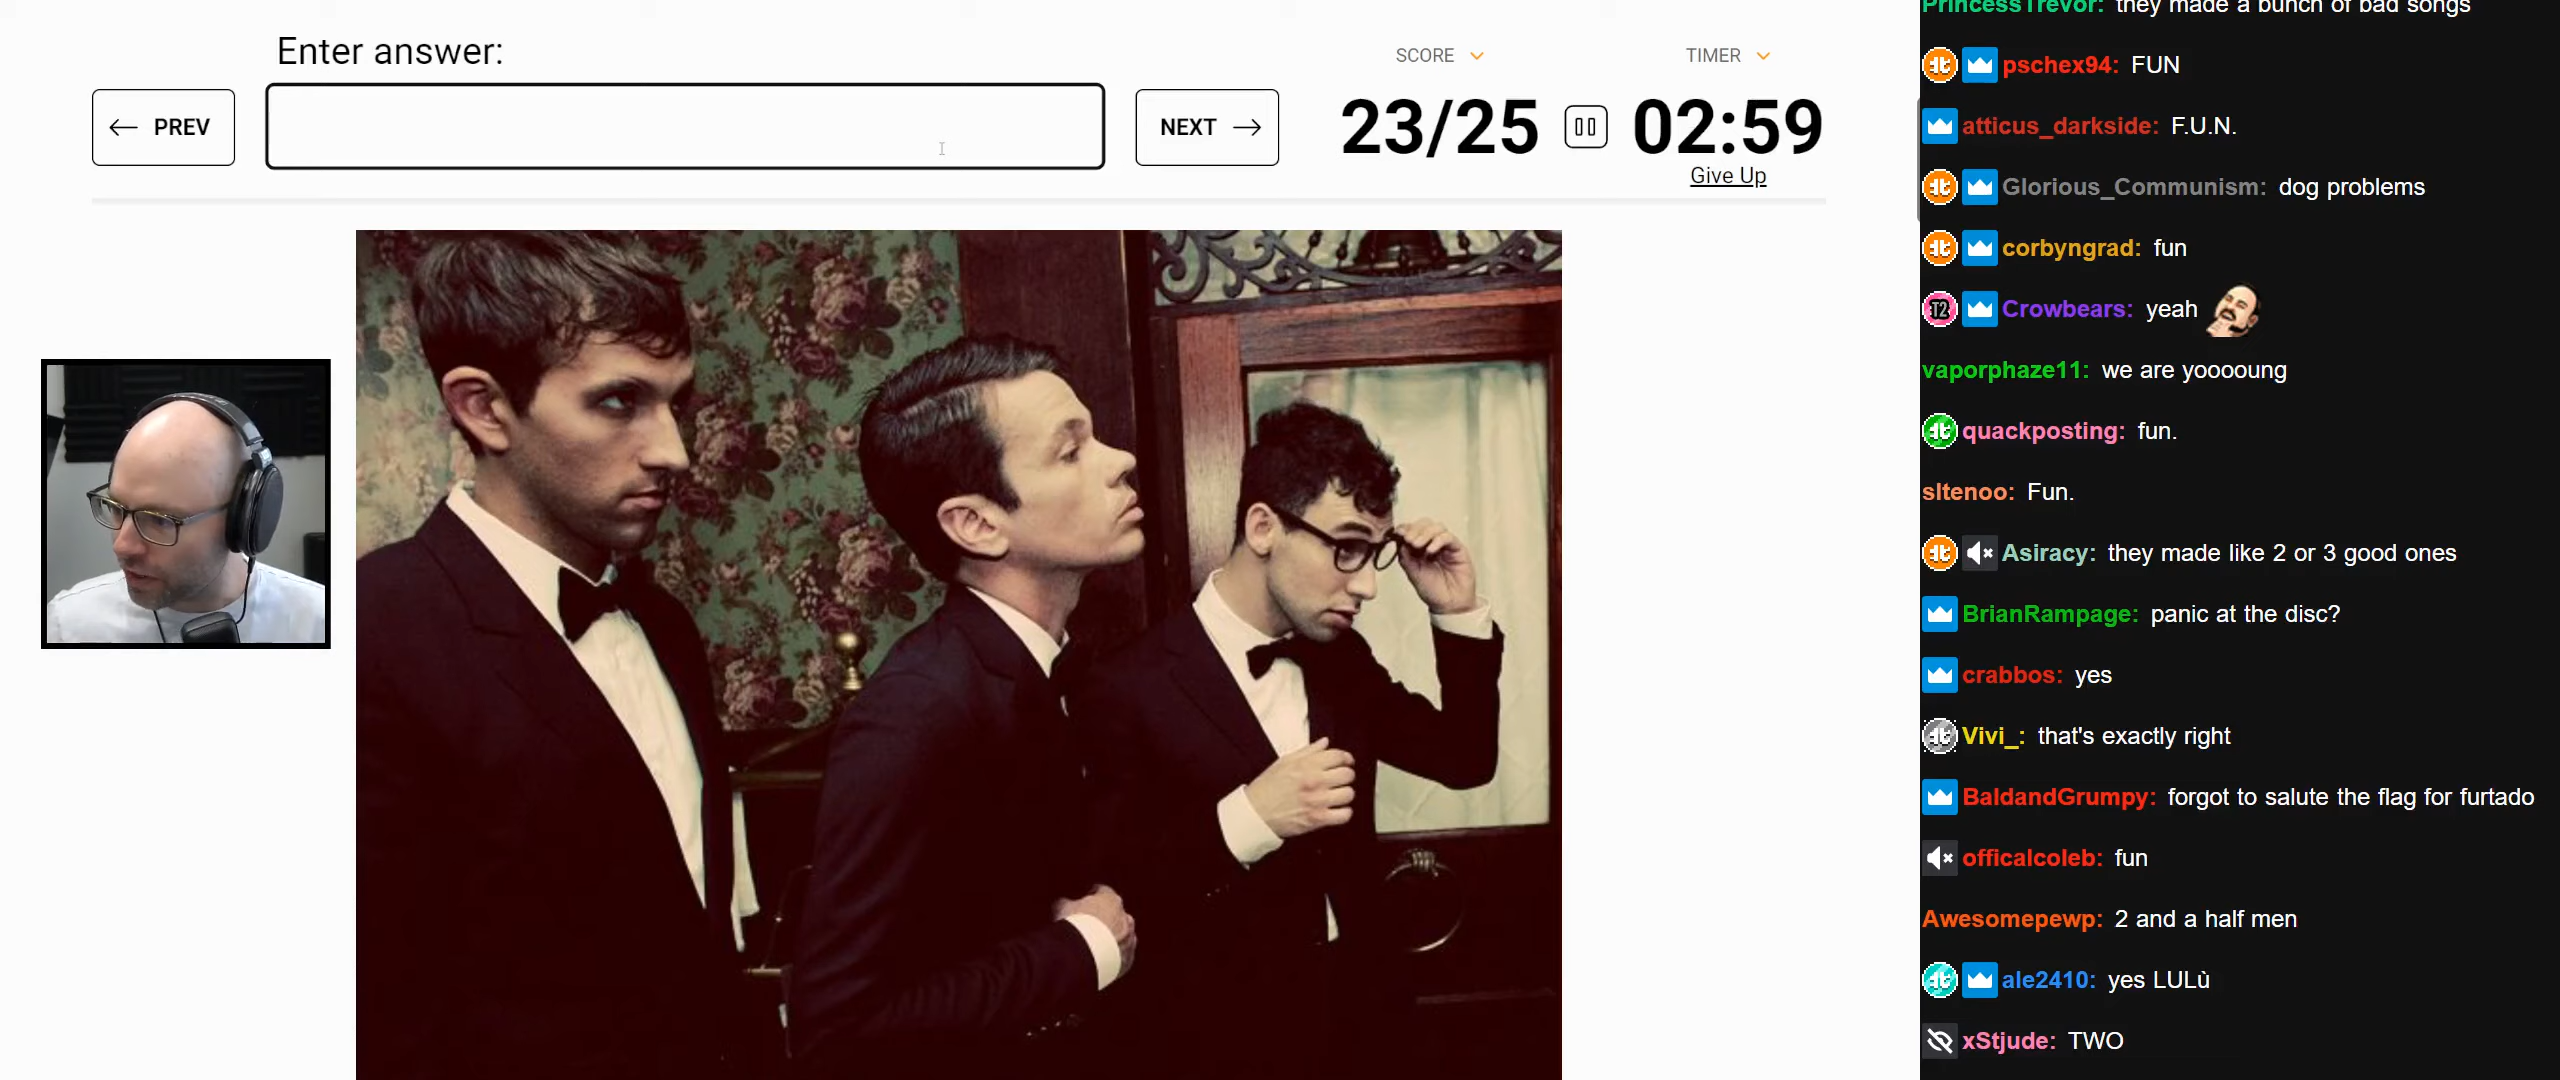 Enter answer:
← PREV
NEXT →
SCORE
23/25
TIMER
02:59
Give Up
PrincessTrevor: they made a bunch of bad songs
pschex94: FUN
atticus_darkside: F.U.N.
Glorious_Communism: dog problems
corbyngrad: fun
T2 Crowbears: yeah
vaporphaze11: we are yooooung
quackposting: fun.
sltenoo: Fun.
Asiracy: they made like 2 or 3 good ones
BrianRampage: panic at the disc?
crabbos: yes
Vivi_: that's exactly right
BaldandGrumpy: forgot to salute the flag for furtado
officalcoleb: fun
Awesomepewp: 2 and a half men
ale2410: yes LULù
xStjude: TWO